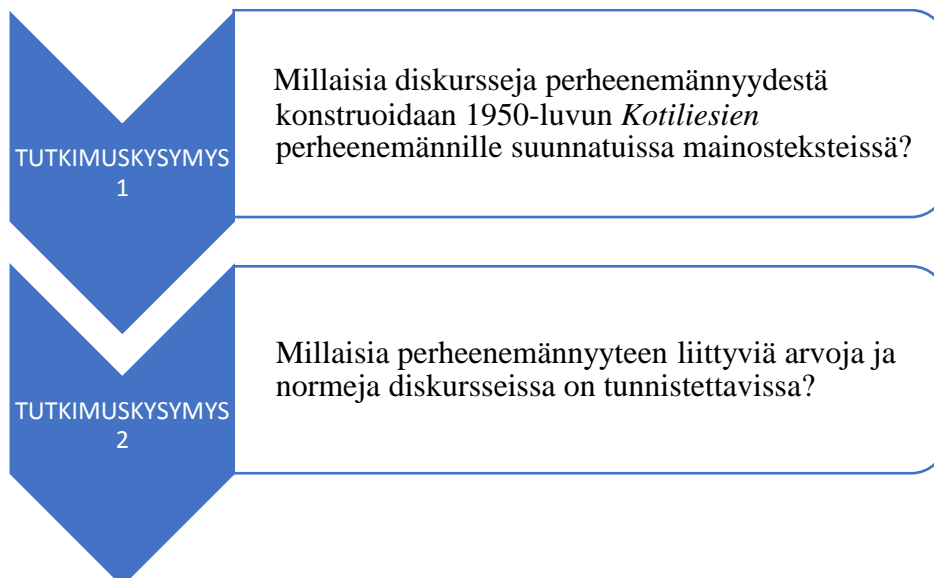 TUTKIMUSKYSYMYS
1
Millaisia diskursseja perheenemännyydestä
konstruoidaan 1950-luvun Kotiliesien
perheenemännille suunnatuissa mainosteksteissä?
TUTKIMUSKYSYMYS
2
Millaisia perheenemännyyteen liittyviä arvoja ja
normeja diskursseissa on tunnistettavissa?